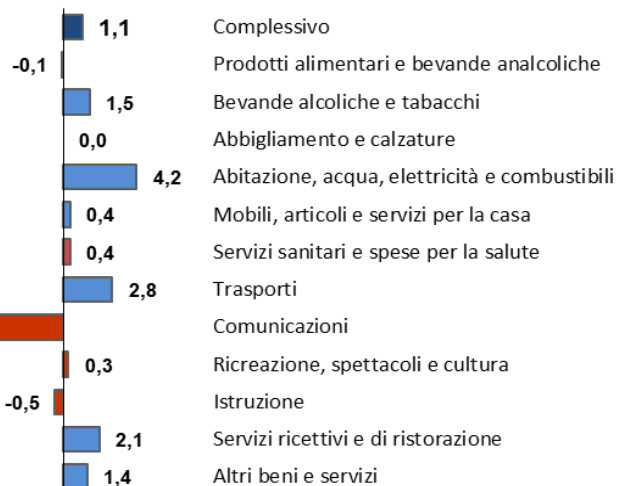 1,1 Complessivo
-0,1 Prodotti alimentari e bevande analcoliche
1,5 Bevande alcoliche e tabacchi
0,0 Abbigliamento e calzature
4,2 Abitazione, acqua, elettricità e combustibili
0,4 Mobili, articoli e servizi per la casa
0,4 Servizi sanitari e spese per la salute
2,8 Trasporti
Comunicazioni
0,3 Ricreazione, spettacoli e cultura
-0,5 Istruzione
2,1 Servizi ricettivi e di ristorazione
1,4 Altri beni e servizi